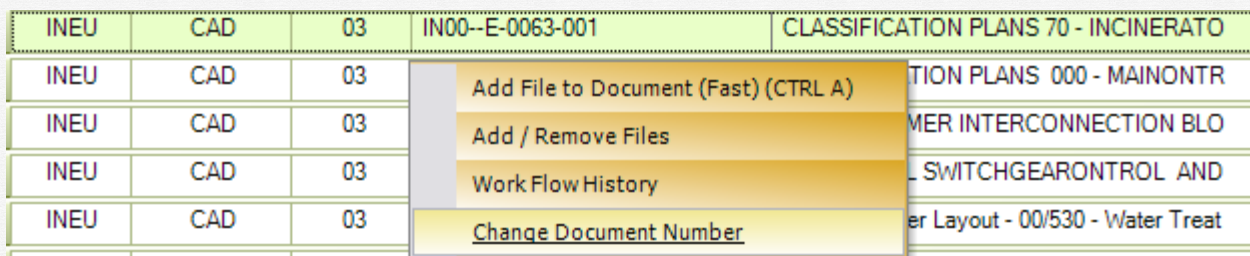 INEU CAD 03 IN00--E-0063-001 CLASSIFICATION PLANS 70 - INCINERATO
INEU CAD 03 Add File to Document (Fast) (CTRL A) TION PLANS 000 - MAINONTR
INEU CAD 03 Add / Remove Files MER INTERCONNECTION BLO
INEU CAD 03 Work Flow History L SWITCHGEARONTROL AND
INEU CAD 03 Change Document Number er Layout - 00/530 - Water Treat